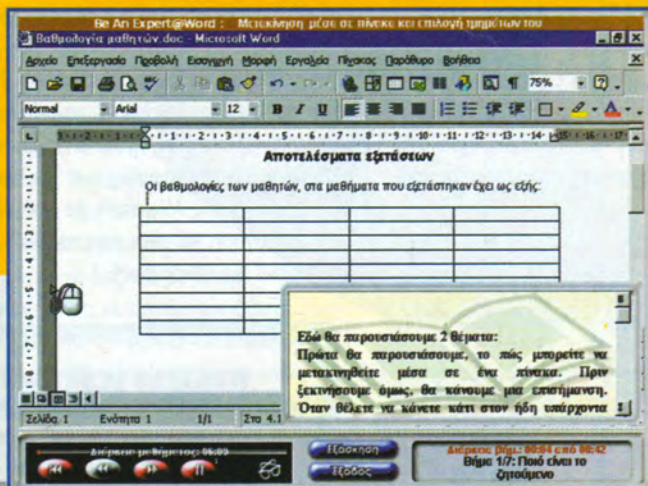 Be An Expert@Word : Μετακίνηση μέσα σε πίνακα και επιλογή τμημάτων του
Βαθμολογία μαθητών.doc - Microsoft Word
Αρχείο Επεξεργασία Προβολή Εισαγωγή Μορφή Εργαλεία Πίνακας Παράθυρο Βοήθεια
75%
Normal Arial 12 B I U
Αποτελέσματα εξετάσεων
Οι βαθμολογίες των μαθητών, στα μαθήματα που εξετάστηκαν έχει ως εξής:
Εδώ θα παρουσιάσουμε 2 θέματα:
Πρώτα θα παρουσιάσουμε, το πώς μπορείτε να
μετακινηθείτε μέσα σε ένα πίνακα. Πριν
ξεκινήσουμε όμως, θα κάνουμε μια επισήμανση.
Όταν θέλετε να κάνετε κάτι στον ήδη υπάρχοντα
Σελίδα 1 Ενότητα 1 1/1 Στο 4.1
Διάρκεια μαθήματος: 06:09
Εξάσκηση
Έξοδος
Διάρκεια βήμ.: 00:04 από 00:42
Βήμα 1/7: Ποιό είναι το
ζητούμενο